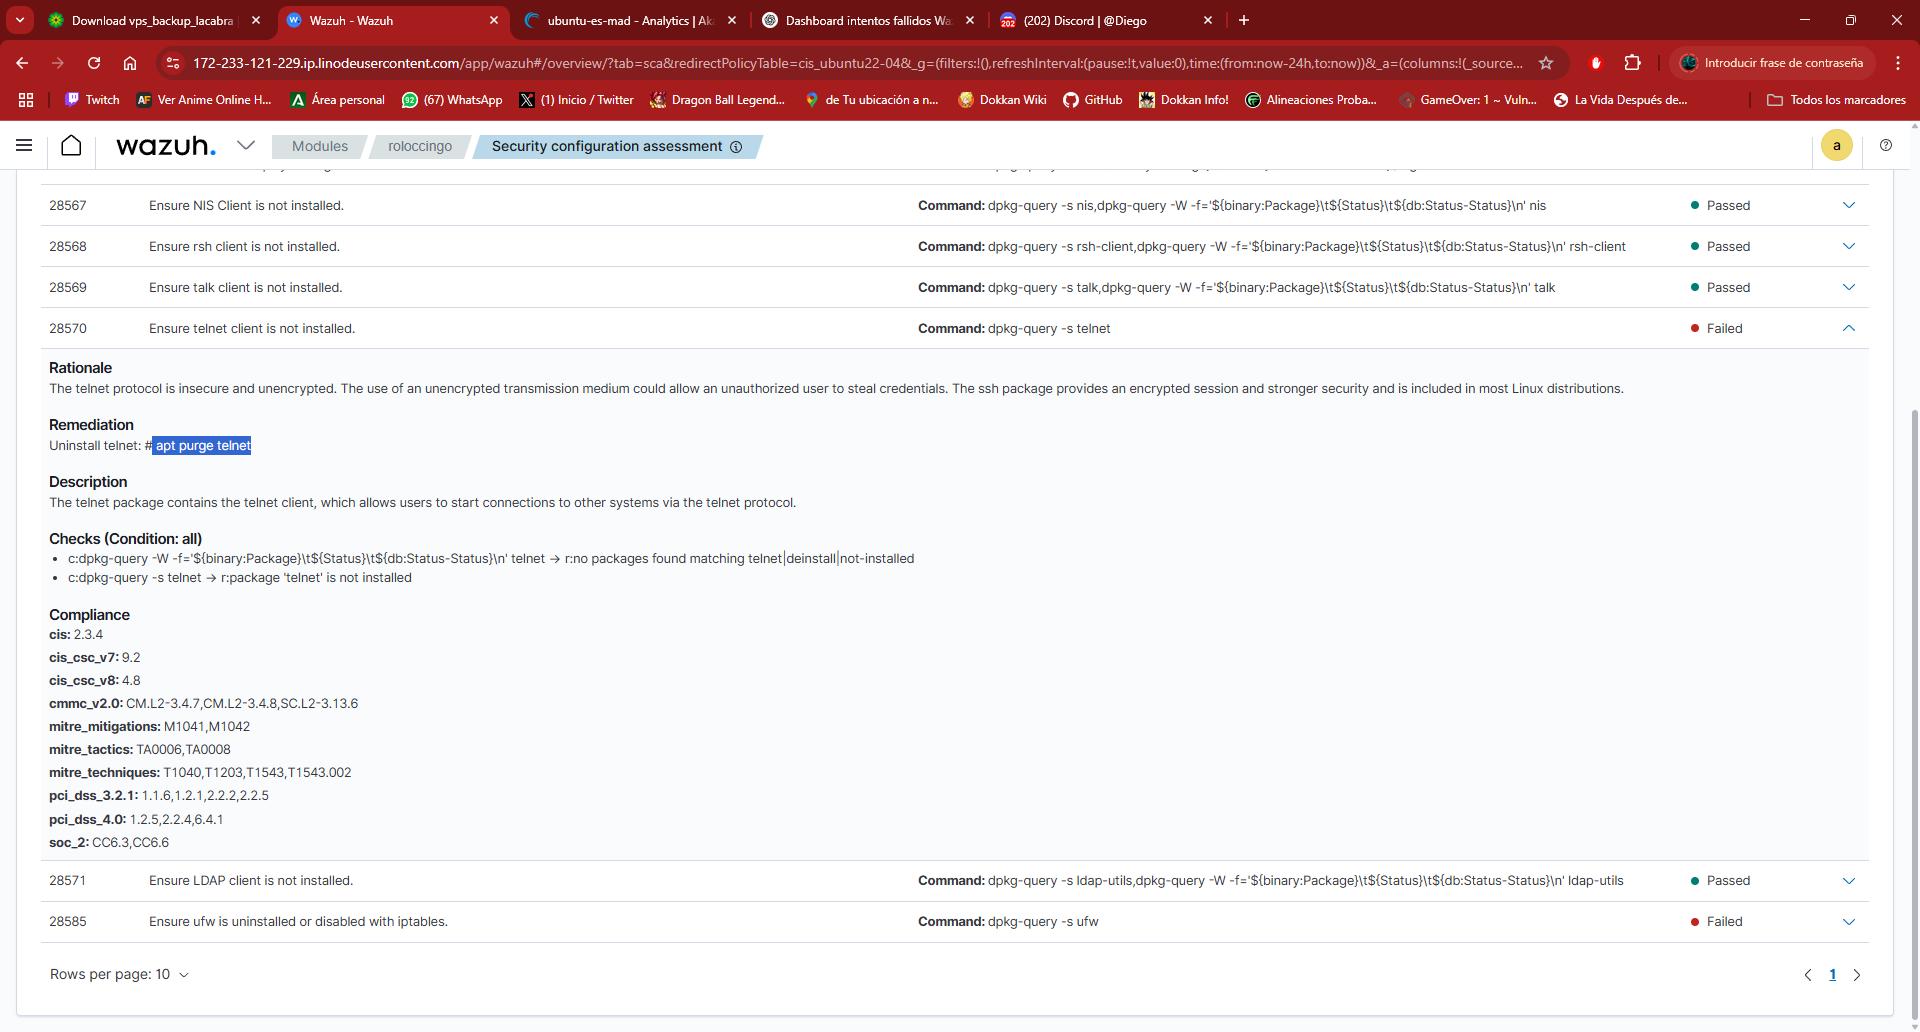 Download vps_backup_lacabra
Wazuh - Wazuh
ubuntu-es-mad - Analytics | Ak
Dashboard intentos fallidos Wa
(202) Discord | @Diego
172-233-121-229.ip.linodeusercontent.com/app/wazuh#/overview/?tab=sca&redirectPolicyTable=cis_ubuntu22-04&_g=(filters:!(),refreshInterval:(pause:!t,value:0),time:(from:now-24h,to:now))&_a=(columns:!(_source...
Introducir frase de contraseña
Twitch
Ver Anime Online H...
Área personal
(67) WhatsApp
(1) Inicio / Twitter
Dragon Ball Legend...
de Tu ubicación a n...
Dokkan Wiki
GitHub
Dokkan Info!
Alineaciones Proba...
GameOver: 1 ~ Vuln...
La Vida Después de...
Todos los marcadores
wazuh.
Modules
roloccingo
Security configuration assessment
a
28567 Ensure NIS Client is not installed. Command: dpkg-query -s nis,dpkg-query -W -f='${binary:Package}\t${Status}\t${db:Status-Status}\n' nis Passed
28568 Ensure rsh client is not installed. Command: dpkg-query -s rsh-client,dpkg-query -W -f='${binary:Package}\t${Status}\t${db:Status-Status}\n' rsh-client Passed
28569 Ensure talk client is not installed. Command: dpkg-query -s talk,dpkg-query -W -f='${binary:Package}\t${Status}\t${db:Status-Status}\n' talk Passed
28570 Ensure telnet client is not installed. Command: dpkg-query -s telnet Failed
Rationale
The telnet protocol is insecure and unencrypted. The use of an unencrypted transmission medium could allow an unauthorized user to steal credentials. The ssh package provides an encrypted session and stronger security and is included in most Linux distributions.
Remediation
Uninstall telnet: # apt purge telnet
Description
The telnet package contains the telnet client, which allows users to start connections to other systems via the telnet protocol.
Checks (Condition: all)
• c:dpkg-query -W -f='${binary:Package}\t${Status}\t${db:Status-Status}\n' telnet → r:no packages found matching telnet|deinstall|not-installed
• c:dpkg-query -s telnet → r:package 'telnet' is not installed
Compliance
cis: 2.3.4
cis_csc_v7: 9.2
cis_csc_v8: 4.8
cmmc_v2.0: CM.L2-3.4.7,CM.L2-3.4.8,SC.L2-3.13.6
mitre_mitigations: M1041,M1042
mitre_tactics: TA0006,TA0008
mitre_techniques: T1040,T1203,T1543,T1543.002
pci_dss_3.2.1: 1.1.6,1.2.1,2.2.2,2.2.5
pci_dss_4.0: 1.2.5,2.2.4,6.4.1
soc_2: CC6.3,CC6.6
28571 Ensure LDAP client is not installed. Command: dpkg-query -s ldap-utils,dpkg-query -W -f='${binary:Package}\t${Status}\t${db:Status-Status}\n' ldap-utils Passed
28585 Ensure ufw is uninstalled or disabled with iptables. Command: dpkg-query -s ufw Failed
Rows per page: 10
1